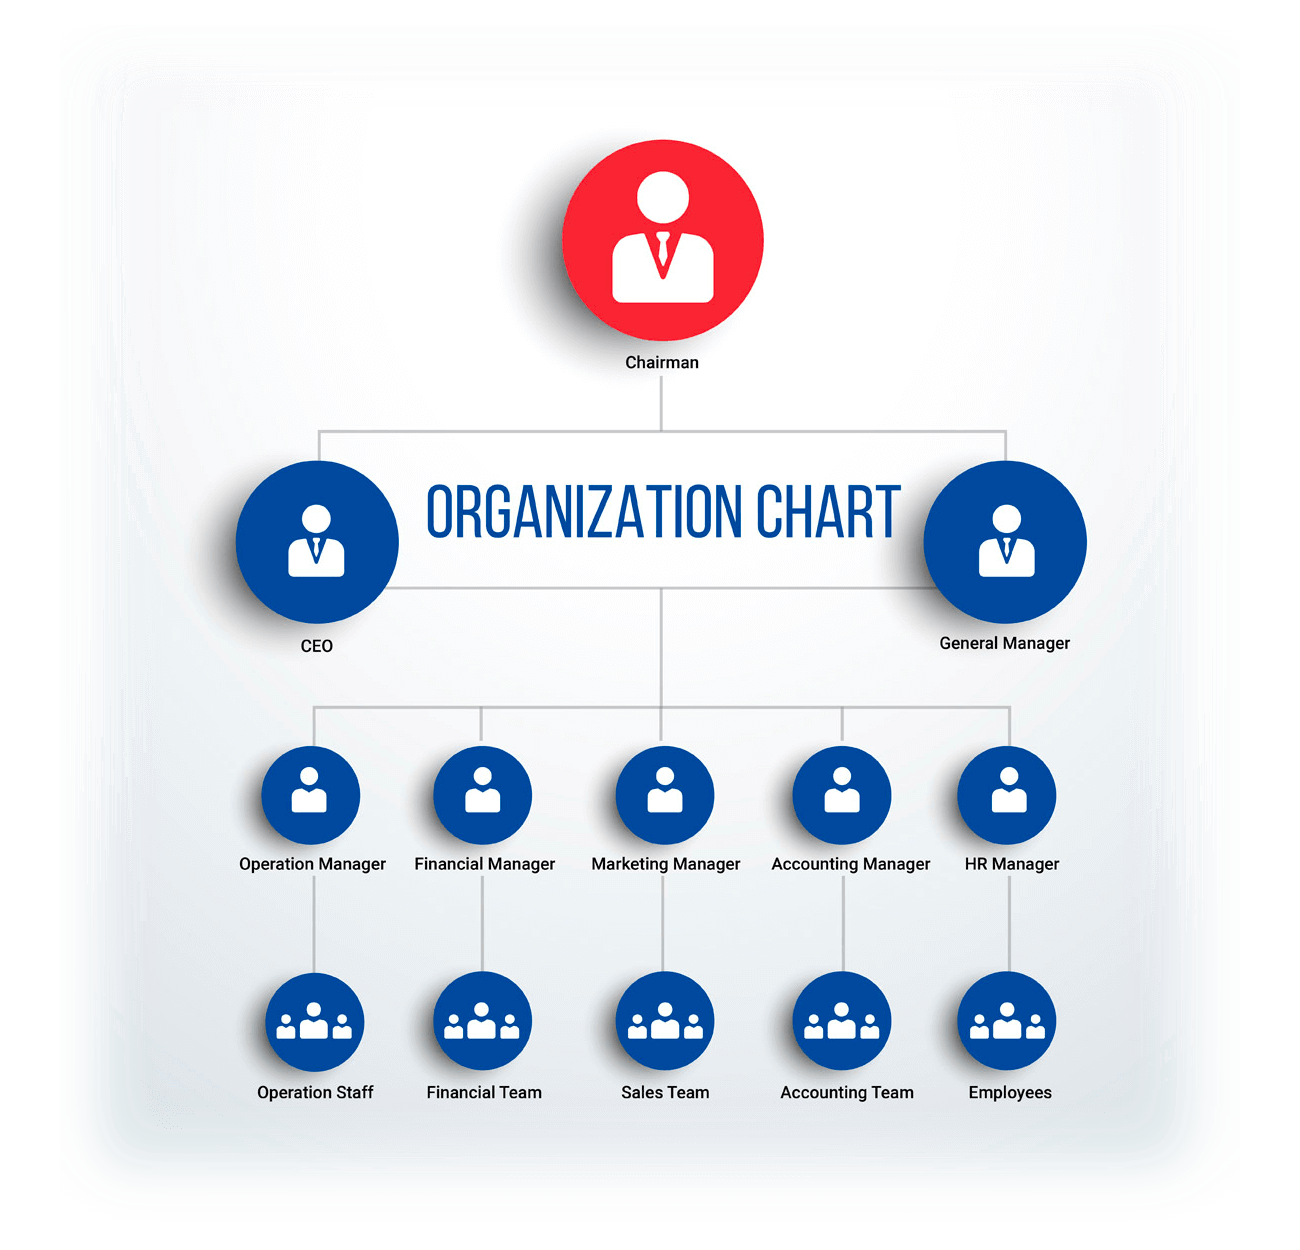 Chairman
ORGANIZATION CHART
CEO
General Manager
Operation Manager
Financial Manager
Marketing Manager
Accounting Manager
HR Manager
Operation Staff
Financial Team
Sales Team
Accounting Team
Employees